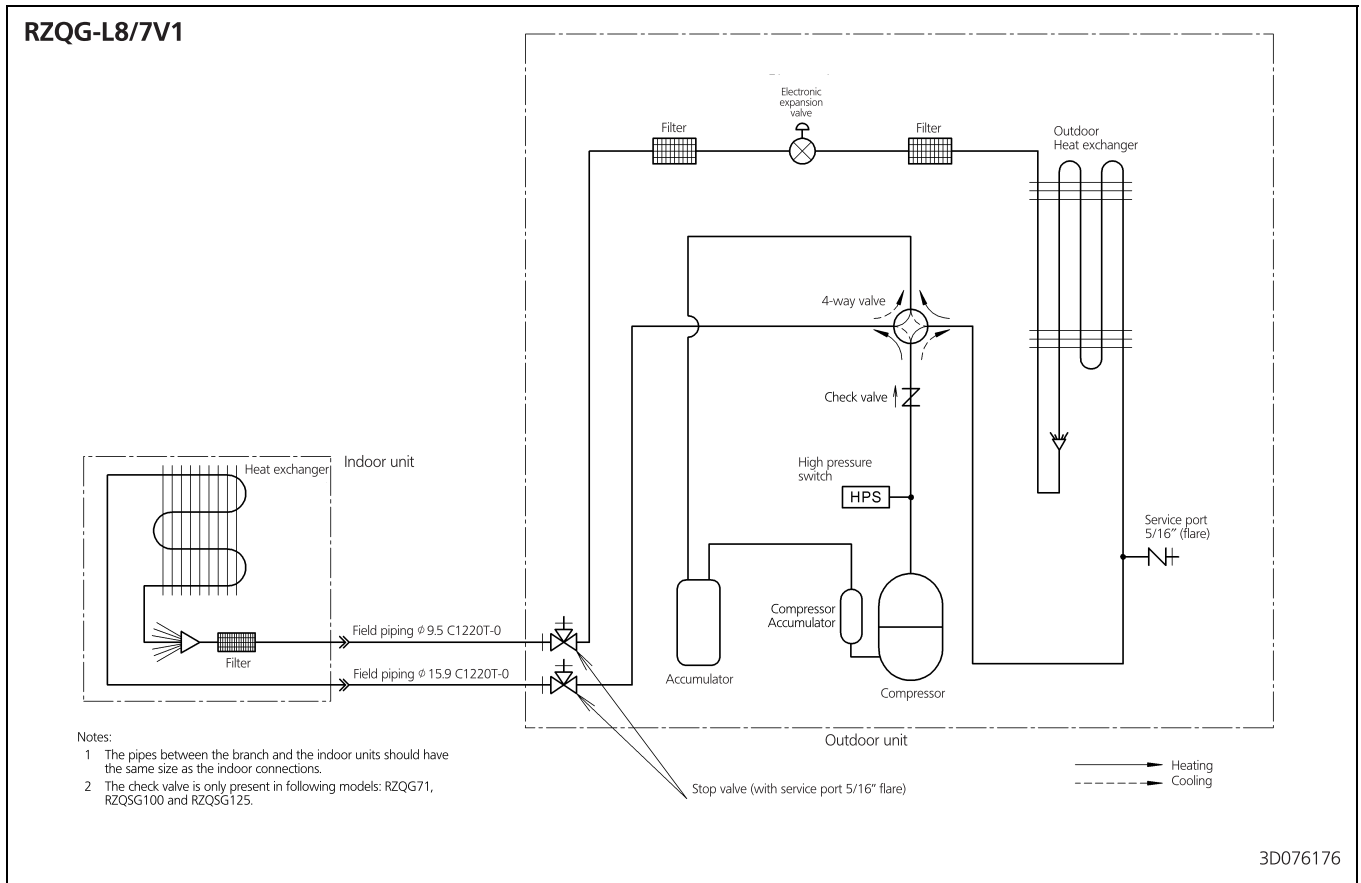 RZQG-L8/7V1
Electronic
expansion
valve
Filter
Filter
Outdoor
Heat exchanger
4-way valve
Check valve
High pressure
switch
HPS
Service port
5/16” (flare)
Indoor unit
Heat exchanger
Compressor
Accumulator
Field piping ϕ 9.5 C1220T-0
Filter
Field piping ϕ 15.9 C1220T-0
Accumulator
Compressor
Outdoor unit
Notes:
1 The pipes between the branch and the indoor units should have
the same size as the indoor connections.
2 The check valve is only present in following models: RZQG71,
RZQSG100 and RZQSG125.
Stop valve (with service port 5/16” flare)
Heating
Cooling
3D076176